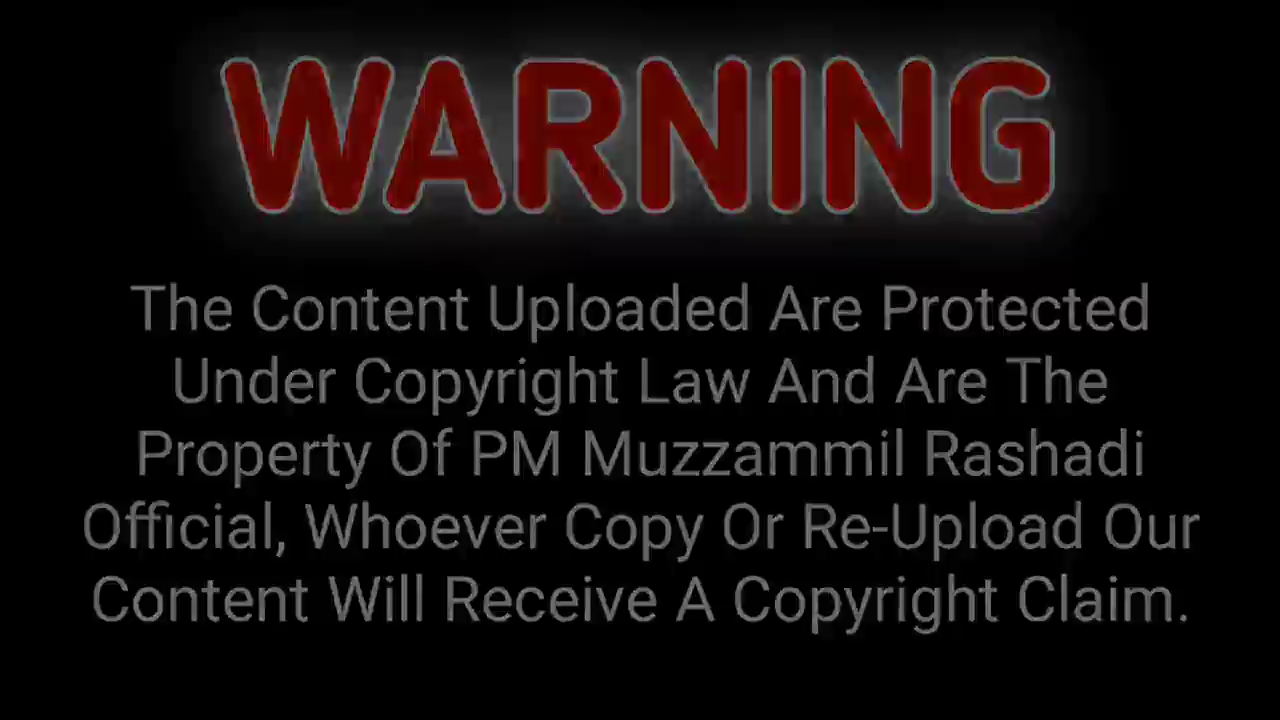 WARNING
The Content Uploaded Are Protected
Under Copyright Law And Are The
Property Of PM Muzzammil Rashadi
Official, Whoever Copy Or Re-Upload Our
Content Will Receive A Copyright Claim.